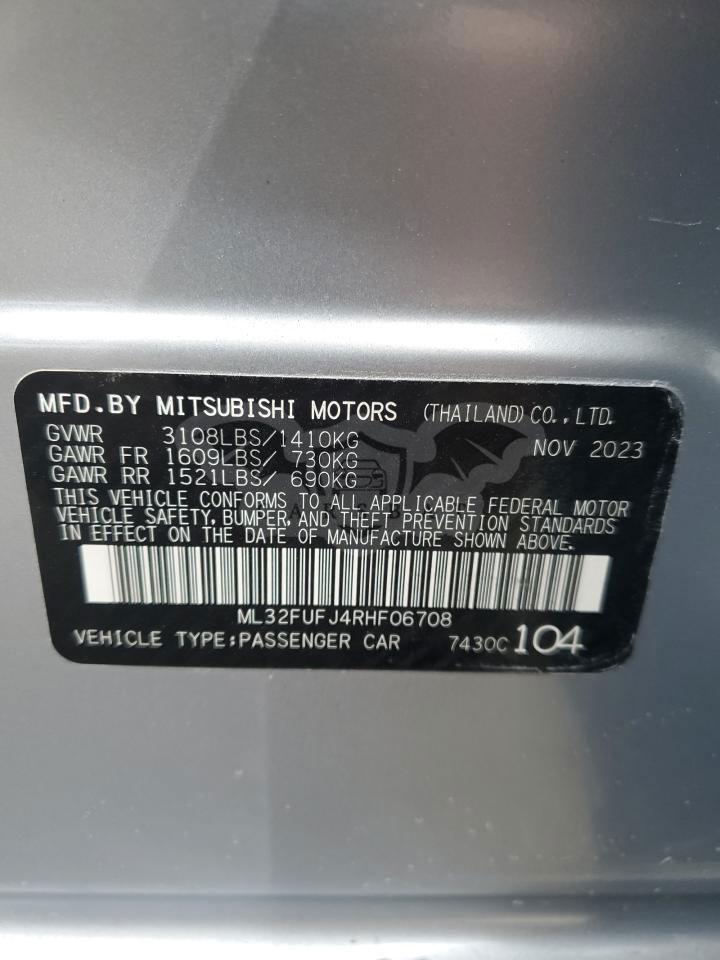 MFD.BY MITSUBISHI MOTORS (THAILAND) CO.,LTD.
GVWR 3108LBS/1410KG NOV 2023
GAWR FR 1609LBS/ 730KG
GAWR RR 1521LBS/ 690KG
THIS VEHICLE CONFORMS TO ALL APPLICABLE FEDERAL MOTOR
VEHICLE SAFETY, BUMPER, AND THEFT PREVENTION STANDARDS
IN EFFECT ON THE DATE OF MANUFACTURE SHOWN ABOVE.
ML32FUFJ4RHF06708
VEHICLE TYPE:PASSENGER CAR 7430C 104